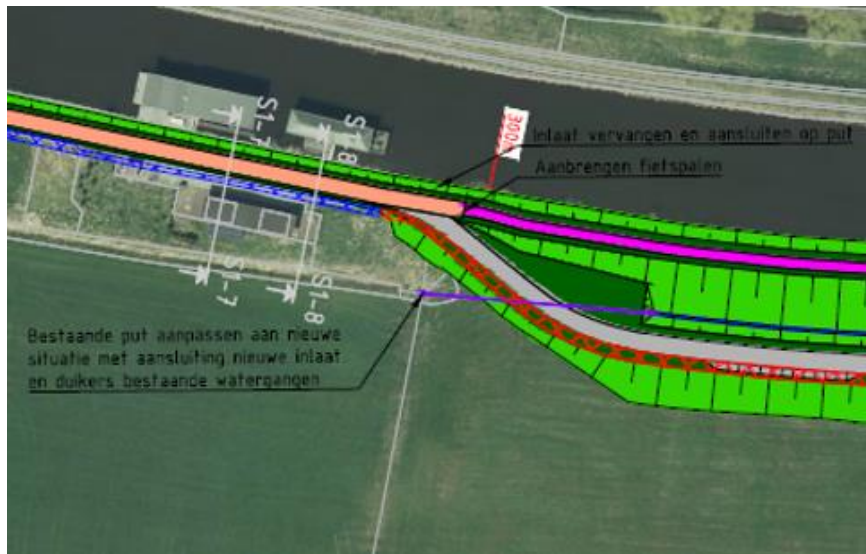 S1-7
S1-8
300
Inlaat vervangen en aansluiten op put
Aanbrengen fietspalen
S1-7
S1-8
Bestaande put aanpassen aan nieuwe
situatie met aansluiting nieuwe inlaat
en duikers bestaande watergangen